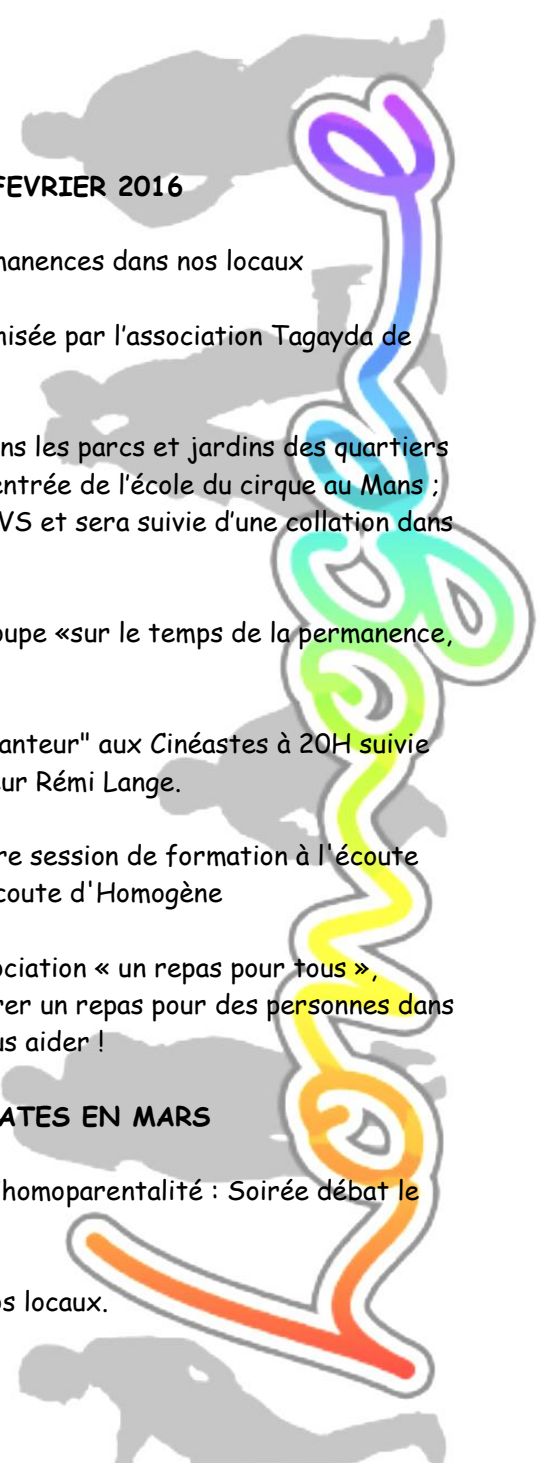 FEVRIER 2016
manences dans nos locaux
nisée par l'association Tagayda de
ns les parcs et jardins des quartiers
entrée de l'école du cirque au Mans ;
VS et sera suivie d'une collation dans
oupe «sur le temps de la permanence,
anteur" aux Cinéastes à 20H suivie
eur Rémi Lange.
re session de formation à l'écoute
coute d'Homogène
ociation « un repas pour tous »,
rer un repas pour des personnes dans
us aider !
ATES EN MARS
homoparentalité : Soirée débat le
os locaux.